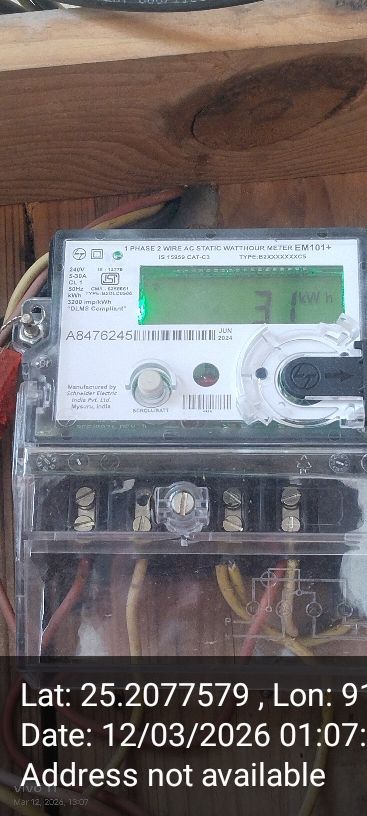 1 PHASE 2 WIRE AC STATIC WATTHOUR METER EM101+
IS 15959 CAT-C3 TYPE:B2XXXXXXXC5
240V
5-30A
CL 1
50Hz
kWh
3200 imp/kWh
"DLMS Compliant"
IS : 13779
31 kWh
A8476245
JUN
2024
Manufactured by
Schneider Electric
India Pvt. Ltd.
Mysuru, India
SCROLL/BATT
P
N
Lat: 25.2077579 , Lon: 91
Date: 12/03/2026 01:07:
Address not available
vivo
Mar 12, 2026, 13:07